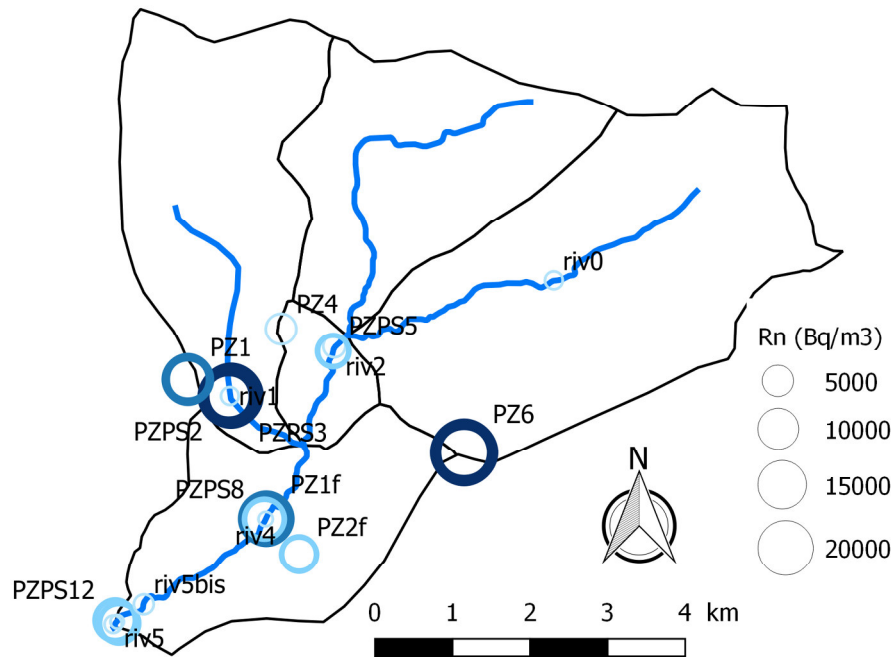 riv0
PZ4
PZPS5
Rn (Bq/m3)
PZ1
riv2
5000
riv1
PZ6
10000
PZPS2
PZPS3
N
15000
PZPS8
PZ1f
riv4
PZ2f
20000
PZPS12
riv5bis
riv5
0 1 2 3 4 km